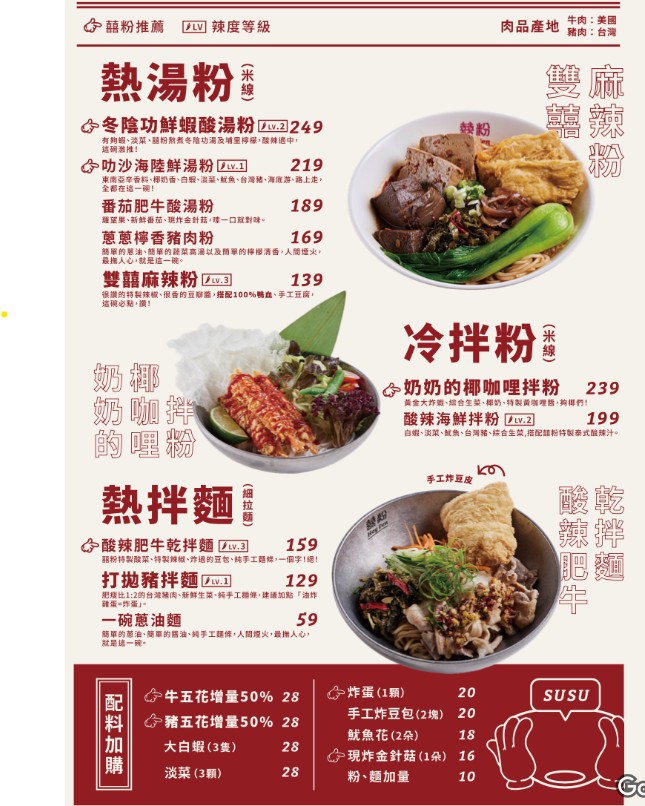 囍粉推薦 LV 辣度等級
肉品產地 牛肉：美國
豬肉：台灣
熱湯粉（米線）
冬陰功鮮蝦酸湯粉 LV.2 249
有夠蝦、淡菜、囍粉熬煮冬陰功湯及埔里檸檬，酸辣適中，
這碗激推！
叻沙海陸鮮湯粉 LV.1 219
東南亞辛香料、椰奶香、白蝦、淡菜、魷魚、台灣豬、海底游、路上走，
全都在這一碗！
番茄肥牛酸湯粉 189
羅望果、新鮮番茄、現炸金針菇，嗦一口就對味。
蔥蔥檸香豬肉粉 169
簡單的蔥油、簡單的蔬菜高湯以及簡單的檸檬清香，人間煙火，
最撫人心，就是這一碗。
雙囍麻辣粉 LV.3 139
很讚的特製辣椒、很香的豆瓣醬，搭配100%鴨血、手工豆腐，
這碗必點，讚！
麻辣粉
雙囍
囍粉
冷拌粉（米線）
奶奶的椰咖哩拌粉 239
黃金大炸蝦、綜合生菜、椰奶、特製黃咖哩醬，夠椰們！
酸辣海鮮拌粉 LV.2 199
白蝦、淡菜、魷魚、台灣豬、綜合生菜，搭配囍粉特製泰式酸辣汁。
奶奶的
椰咖哩
拌粉
熱拌麵（細拉麵）
酸辣肥牛乾拌麵 LV.3 159
囍粉特製酸菜、特製辣椒、炸過的豆包、純手工麵條，一個字！絕！
打拋豬拌麵 LV.1 129
肥瘦比1:2的台灣豬肉、新鮮生菜、純手工麵條，建議加點「油炸
雞蛋=炸蛋」。
一碗蔥油麵 59
簡單的蔥油、簡單的醬油、純手工麵條，人間煙火，最撫人心，
就是這一碗。
手工炸豆皮
囍粉
乾拌麵
酸辣肥牛
配料加購
牛五花增量50% 28
豬五花增量50% 28
大白蝦（3隻） 28
淡菜（3顆） 28
炸蛋（1顆） 20
手工炸豆包（2塊） 20
魷魚花（2朵） 18
現炸金針菇（1朵） 16
粉、麵加量 10
SUSU
Go